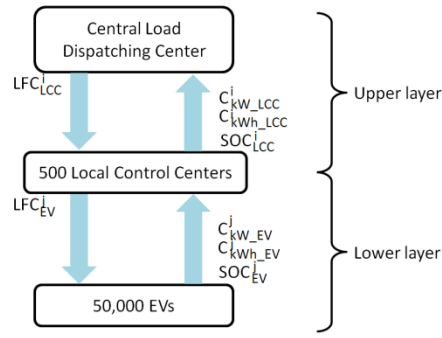 Central Load
Dispatching Center
LFC^i_LCC
C^i_kW_LCC
C^i_kWh_LCC
SOC^i_LCC
Upper layer
500 Local Control Centers
LFC^j_EV
C^j_kW_EV
C^j_kWh_EV
SOC^j_EV
Lower layer
50,000 EVs